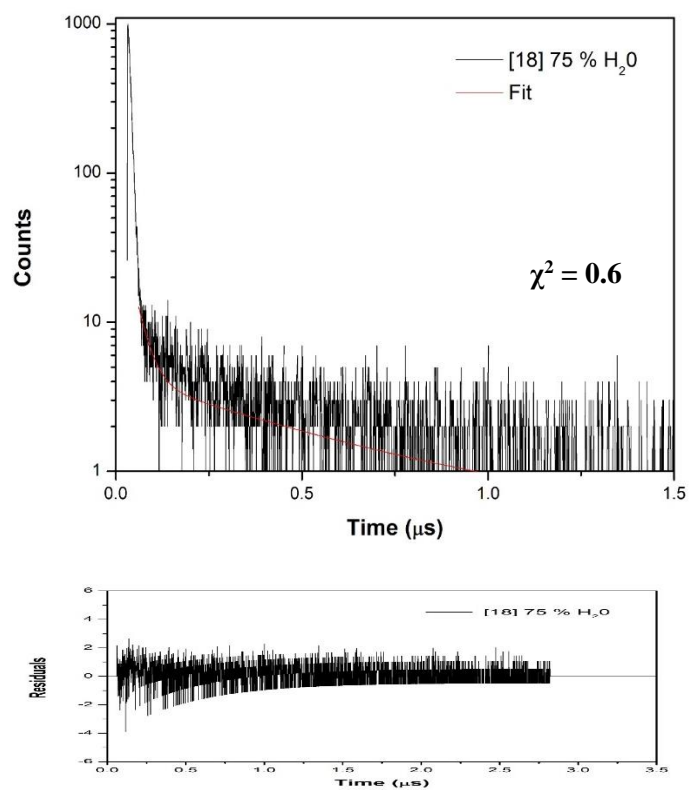 1000
100
10
1
Counts
[18] 75 % H₂0
Fit
χ² = 0.6
0.0 0.5 1.0 1.5
Time (μs)
6
4
2
0
-2
-4
-6
Residuals
[18] 75 % H₂0
0.0 0.5 1.0 1.5 2.0 2.5 3.0 3.5
Time (μs)